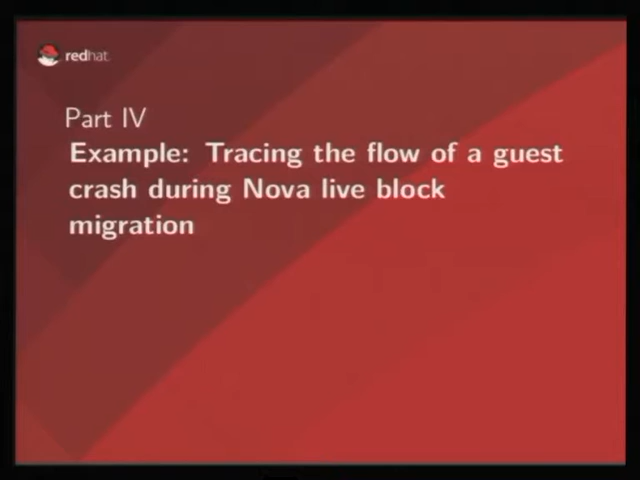 redhat.
Part IV
Example: Tracing the flow of a guest
crash during Nova live block
migration